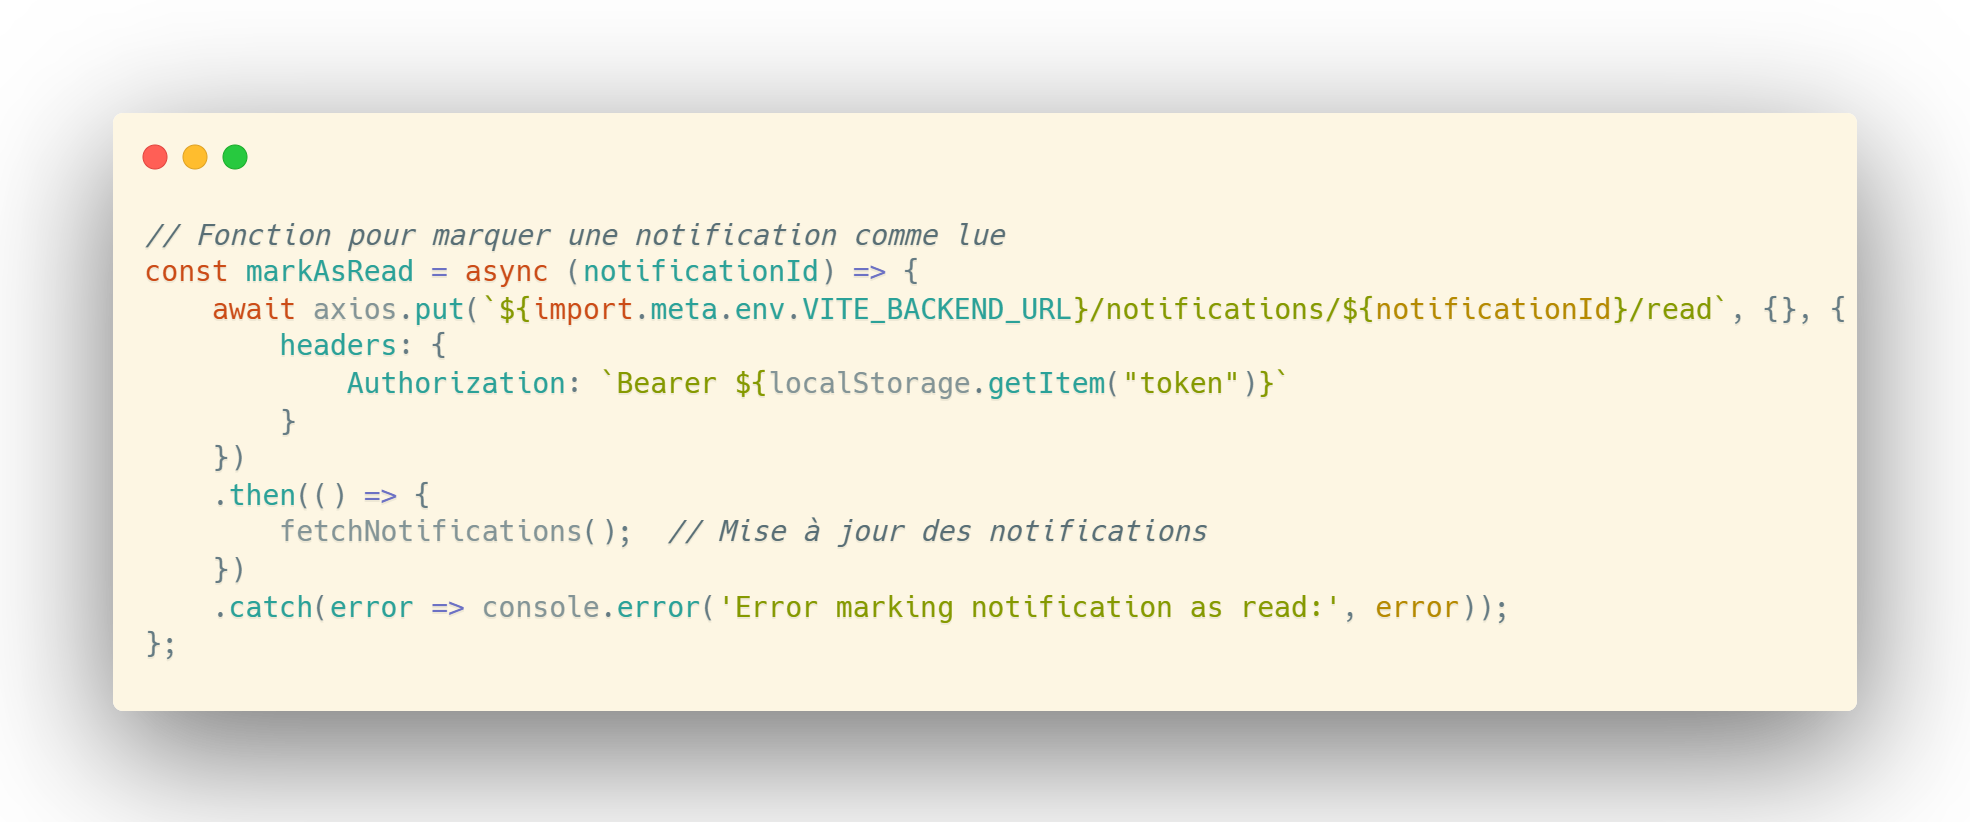 // Fonction pour marquer une notification comme lue
const markAsRead = async (notificationId) => {
    await axios.put(`${import.meta.env.VITE_BACKEND_URL}/notifications/${notificationId}/read`, {}, {
        headers: {
            Authorization: `Bearer ${localStorage.getItem("token")}`
        }
    })
    .then(() => {
        fetchNotifications();  // Mise à jour des notifications
    })
    .catch(error => console.error('Error marking notification as read:', error));
};